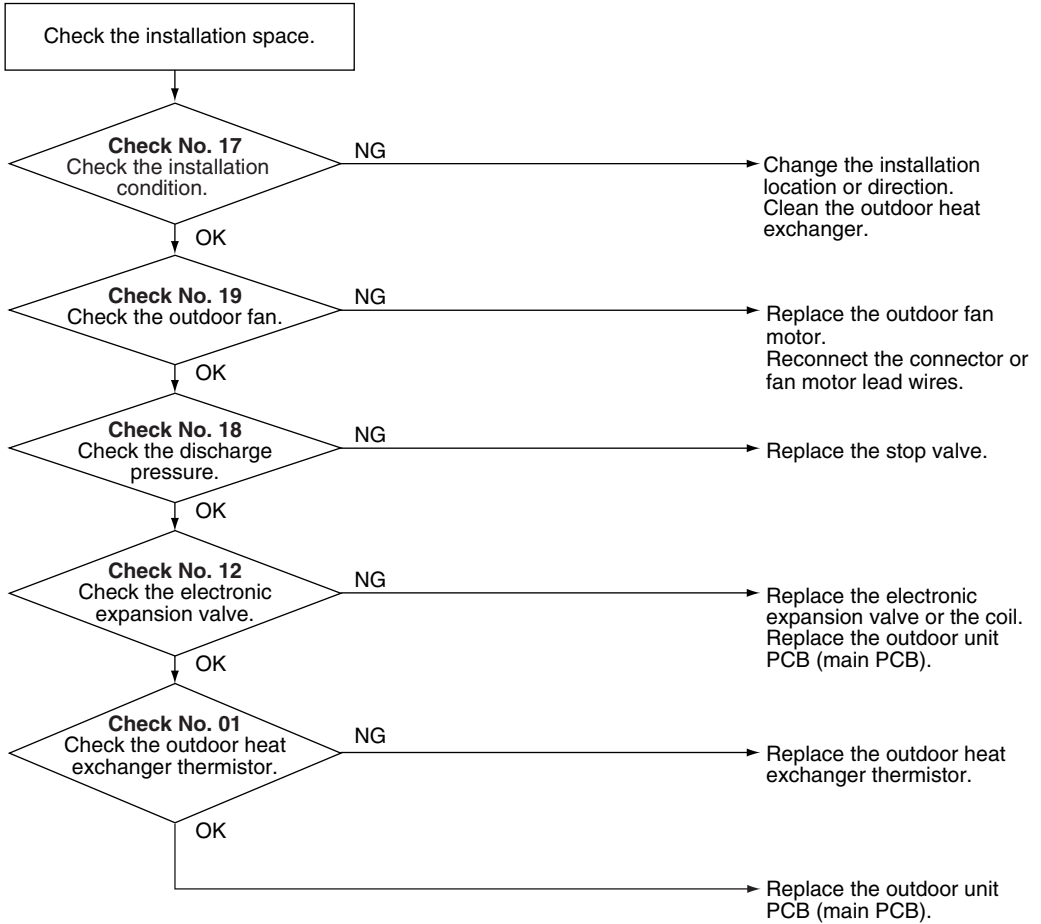 Check the installation space.
Check No. 17
Check the installation
condition.
NG
Change the installation
location or direction.
Clean the outdoor heat
exchanger.
OK
Check No. 19
Check the outdoor fan.
NG
Replace the outdoor fan
motor.
Reconnect the connector or
fan motor lead wires.
OK
Check No. 18
Check the discharge
pressure.
NG
Replace the stop valve.
OK
Check No. 12
Check the electronic
expansion valve.
NG
Replace the electronic
expansion valve or the coil.
Replace the outdoor unit
PCB (main PCB).
OK
Check No. 01
Check the outdoor heat
exchanger thermistor.
NG
Replace the outdoor heat
exchanger thermistor.
OK
Replace the outdoor unit
PCB (main PCB).